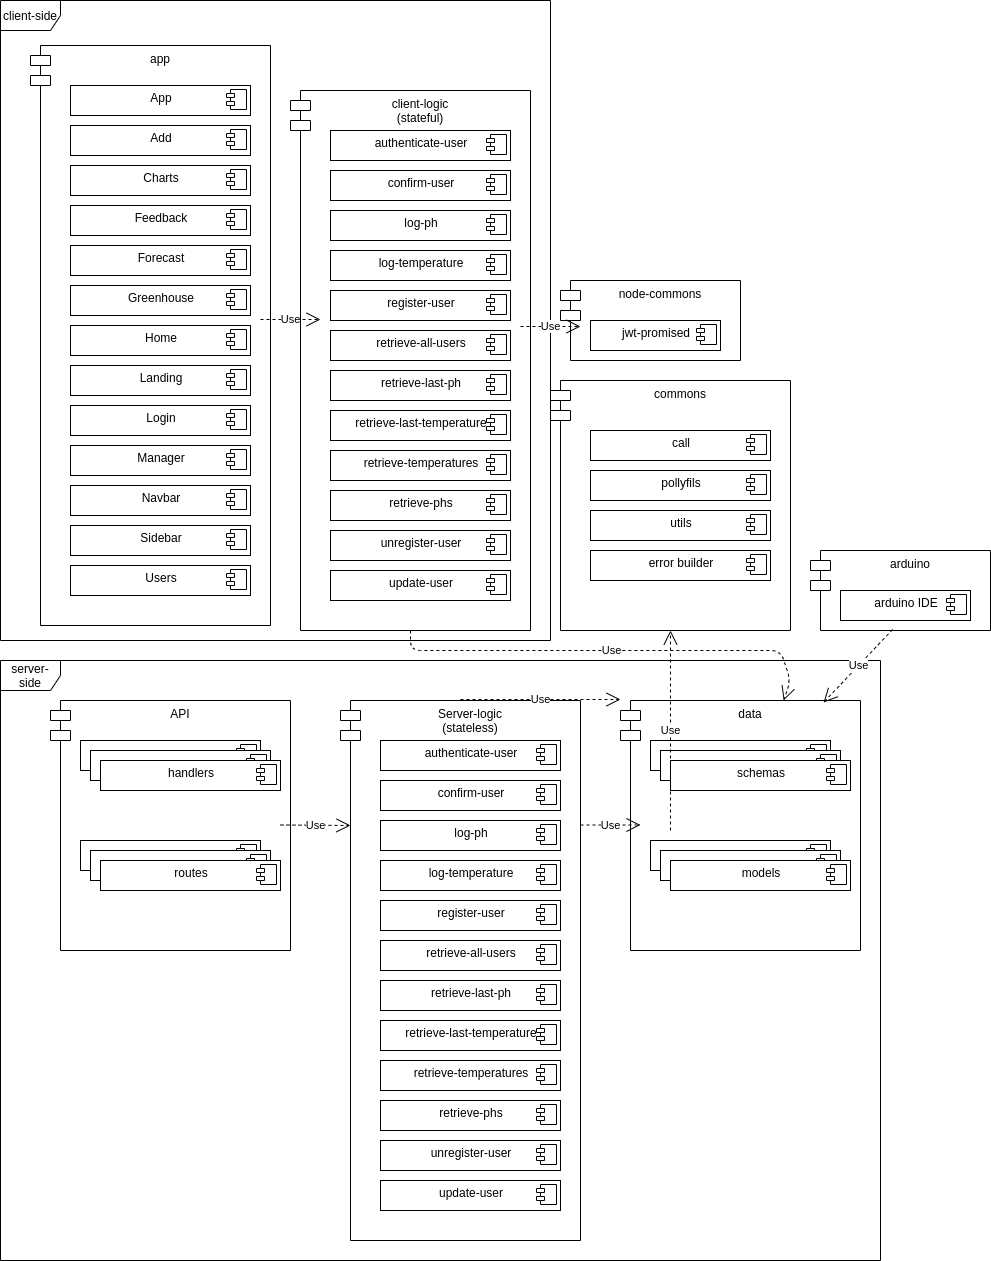 client-side
app
App
Add
Charts
Feedback
Forecast
Greenhouse
Home
Landing
Login
Manager
Navbar
Sidebar
Users
Use
client-logic
(stateful)
authenticate-user
confirm-user
log-ph
log-temperature
register-user
retrieve-all-users
retrieve-last-ph
retrieve-last-temperature
retrieve-temperatures
retrieve-phs
unregister-user
update-user
Use
node-commons
jwt-promised
commons
call
pollyfils
utils
error builder
arduino
arduino IDE
Use
Use
server-
side
API
handlers
routes
Use
Server-logic
(stateless)
authenticate-user
confirm-user
log-ph
log-temperature
register-user
retrieve-all-users
retrieve-last-ph
retrieve-last-temperature
retrieve-temperatures
retrieve-phs
unregister-user
update-user
Use
Use
Use
data
schemas
models